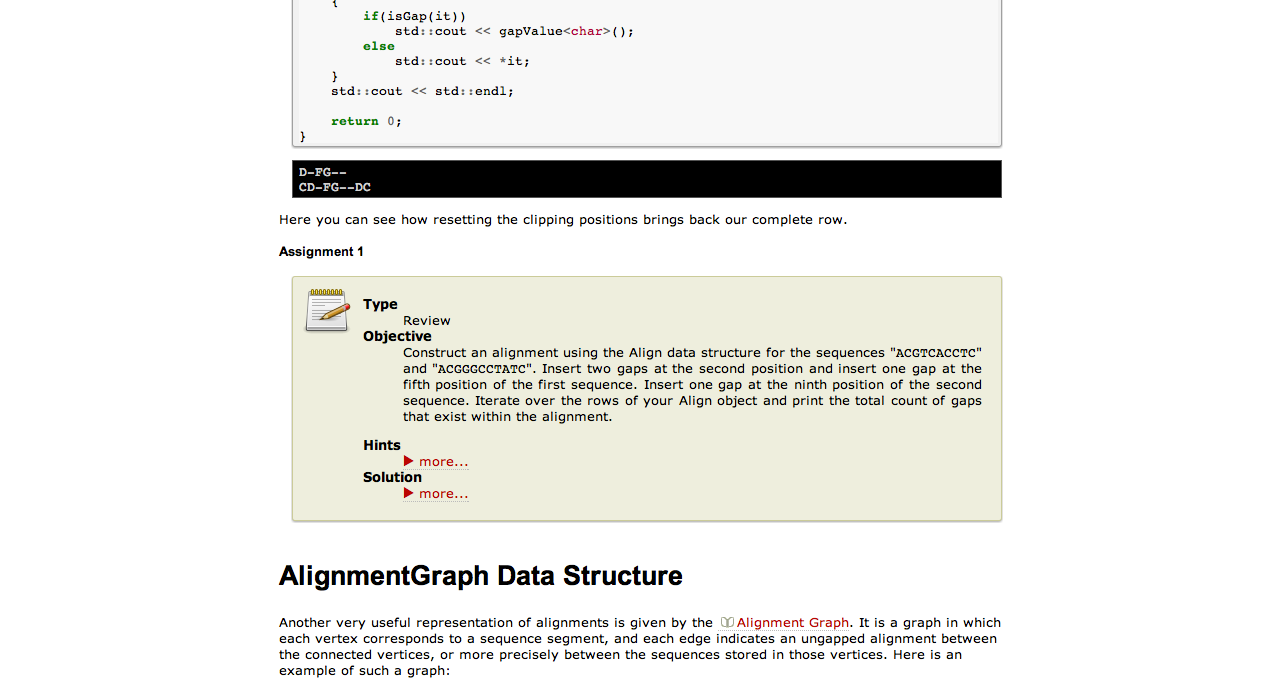 {
if(isGap(it))
std::cout << gapValue<char>();
else
std::cout << *it;
}
std::cout << std::endl;
return 0;
}
D-FG--
CD-FG--DC
Here you can see how resetting the clipping positions brings back our complete row.
Assignment 1
Type
Review
Objective
Construct an alignment using the Align data structure for the sequences "ACGTCACCTC"
and "ACGGGCCTATC". Insert two gaps at the second position and insert one gap at the
fifth position of the first sequence. Insert one gap at the ninth position of the second
sequence. Iterate over the rows of your Align object and print the total count of gaps
that exist within the alignment.
Hints
▶ more...
Solution
▶ more...
AlignmentGraph Data Structure
Another very useful representation of alignments is given by the Alignment Graph. It is a graph in which
each vertex corresponds to a sequence segment, and each edge indicates an ungapped alignment between
the connected vertices, or more precisely between the sequences stored in those vertices. Here is an
example of such a graph: